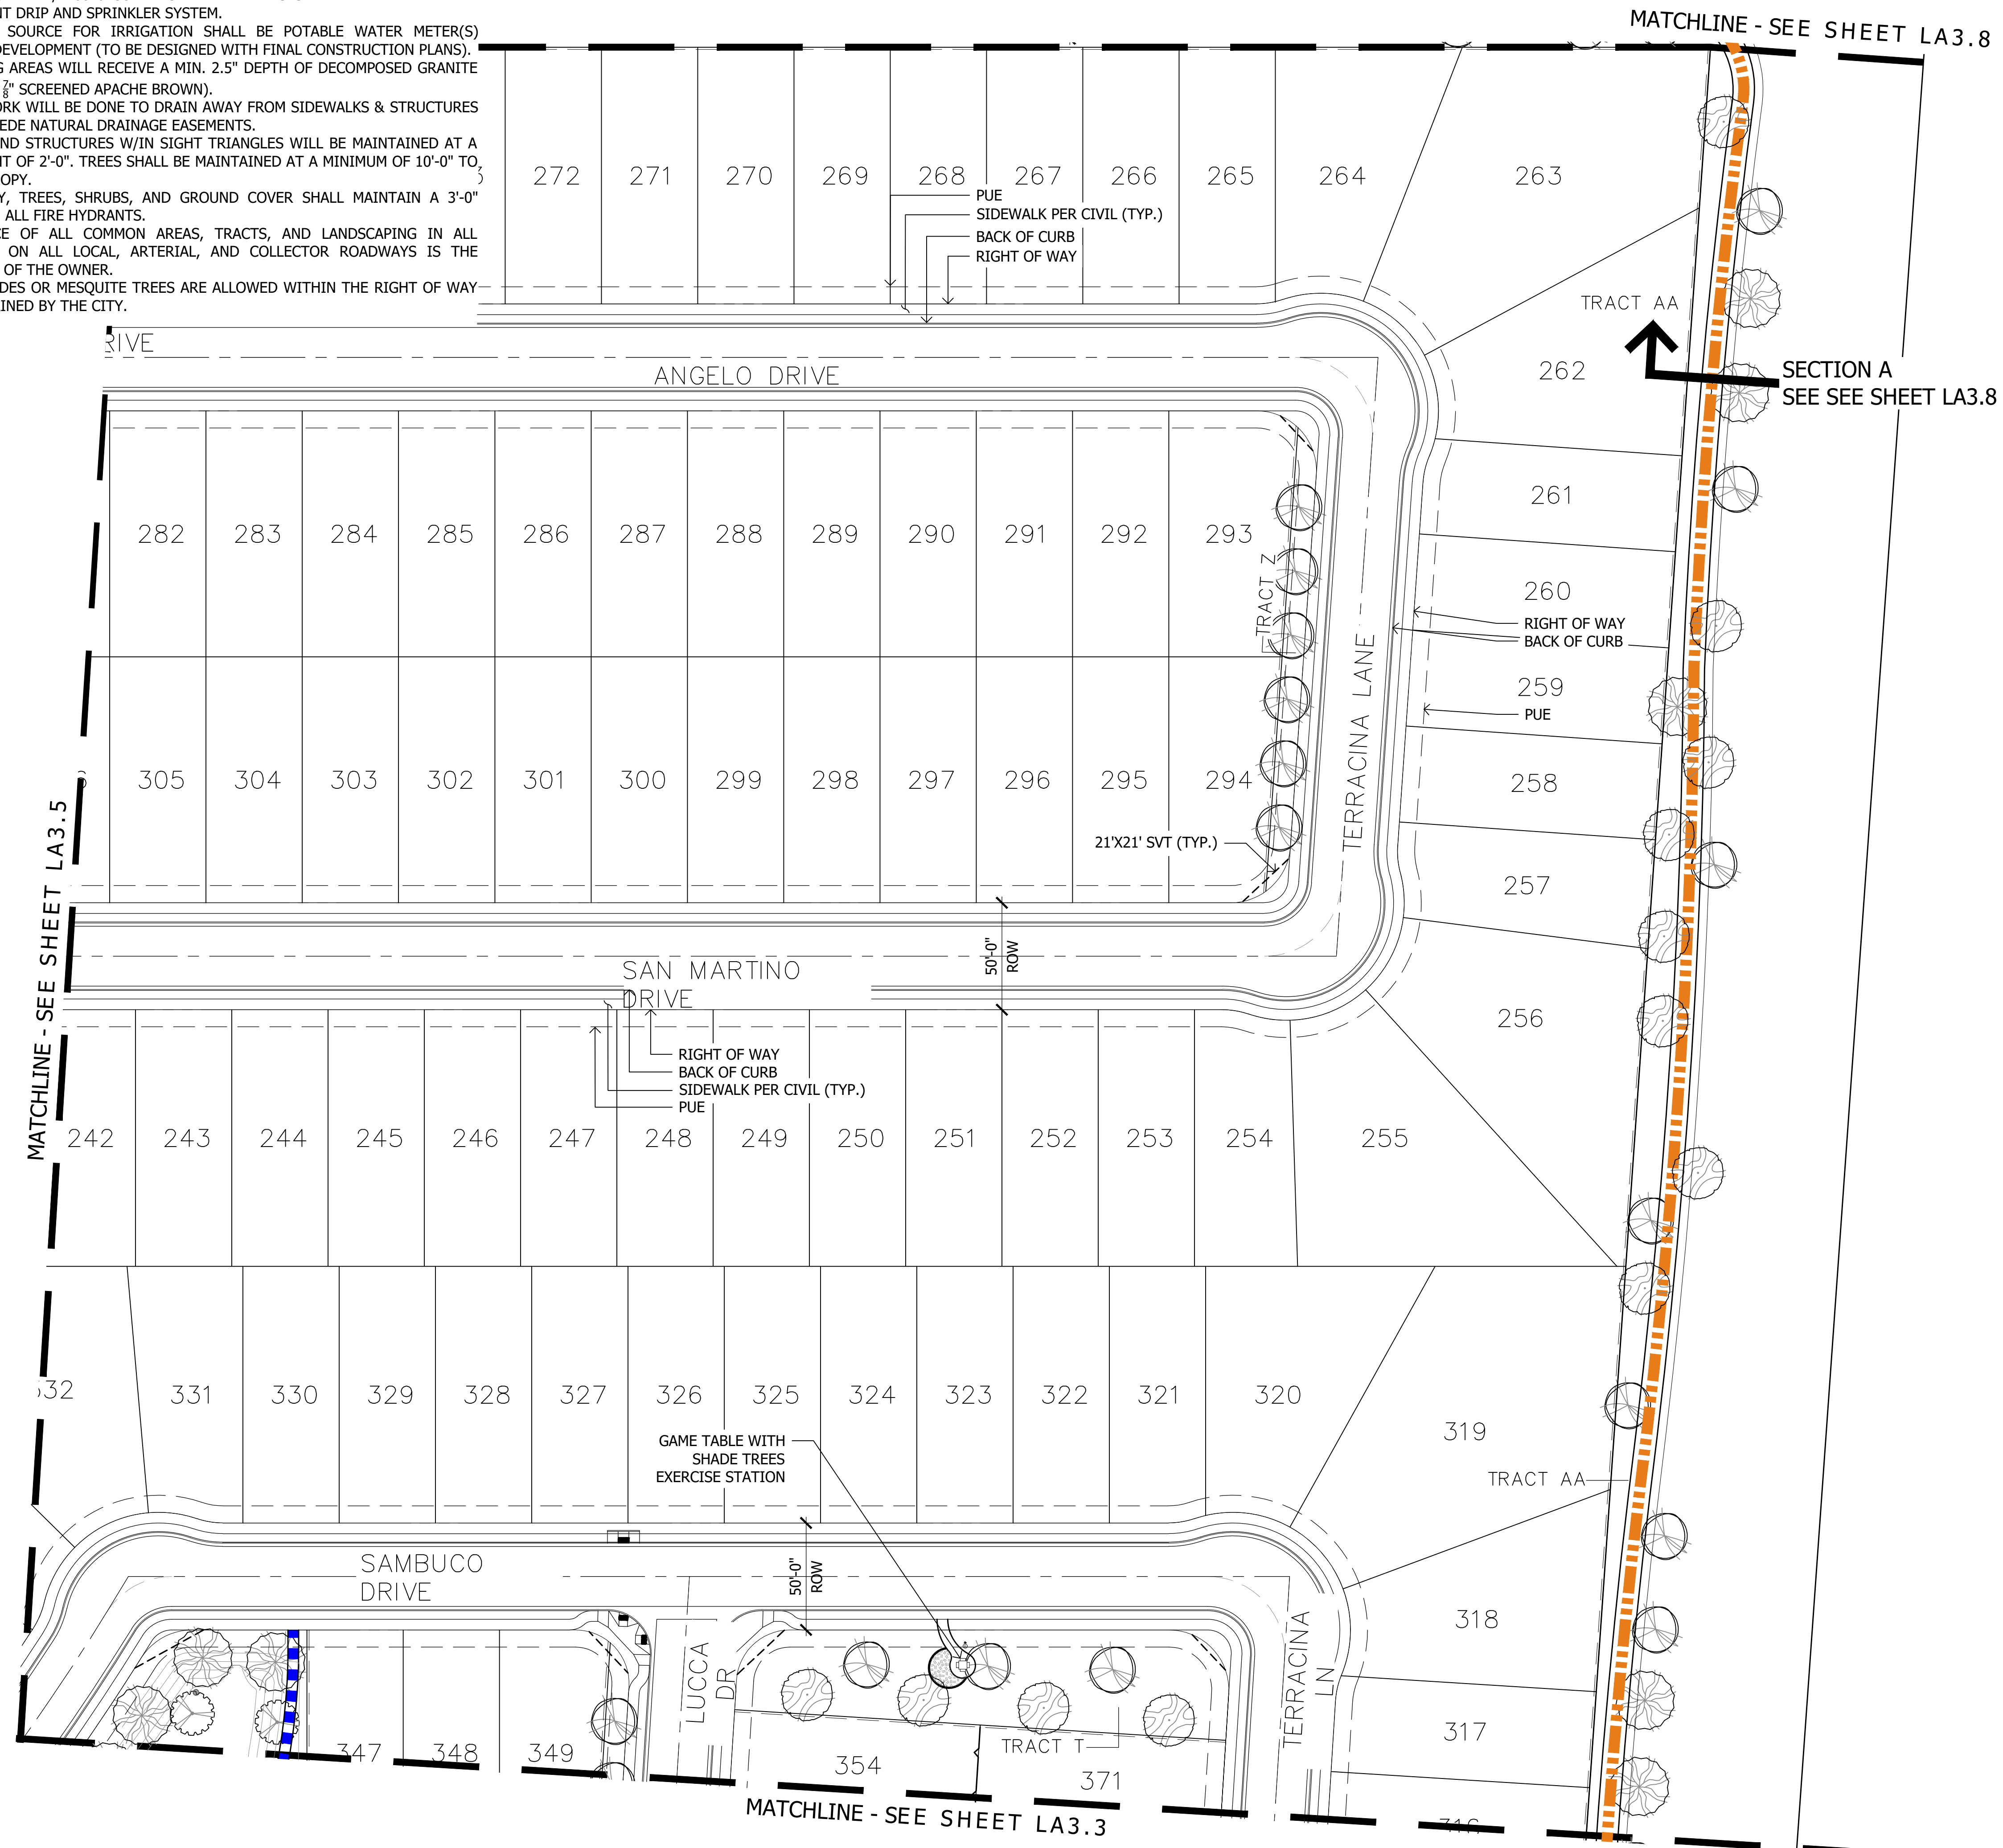 NT DRIP AND SPRINKLER SYSTEM.
SOURCE FOR IRRIGATION SHALL BE POTABLE WATER METER(S)
DEVELOPMENT (TO BE DESIGNED WITH FINAL CONSTRUCTION PLANS).
G AREAS WILL RECEIVE A MIN. 2.5" DEPTH OF DECOMPOSED GRANITE
7/8" SCREENED APACHE BROWN).
ORK WILL BE DONE TO DRAIN AWAY FROM SIDEWALKS & STRUCTURES
EDE NATURAL DRAINAGE EASEMENTS.
ND STRUCTURES W/IN SIGHT TRIANGLES WILL BE MAINTAINED AT A
HT OF 2'-0". TREES SHALL BE MAINTAINED AT A MINIMUM OF 10'-0" TO
OPY.
Y, TREES, SHRUBS, AND GROUND COVER SHALL MAINTAIN A 3'-0"
ALL FIRE HYDRANTS.
CE OF ALL COMMON AREAS, TRACTS, AND LANDSCAPING IN ALL
ON ALL LOCAL, ARTERIAL, AND COLLECTOR ROADWAYS IS THE
OF THE OWNER.
DES OR MESQUITE TREES ARE ALLOWED WITHIN THE RIGHT OF WAY
INED BY THE CITY.
MATCHLINE - SEE SHEET LA3.8
272 271 270 269 268 267 266 265 264 263
PUE
SIDEWALK PER CIVIL (TYP.)
BACK OF CURB
RIGHT OF WAY
TRACT AA
RIVE
ANGELO DRIVE
262
SECTION A
SEE SEE SHEET LA3.8
261
282 283 284 285 286 287 288 289 290 291 292 293
TRACT Z
260
RIGHT OF WAY
BACK OF CURB
TERRACINA LANE
259
PUE
305 304 303 302 301 300 299 298 297 296 295 294
258
21'X21' SVT (TYP.)
257
MATCHLINE - SEE SHEET LA3.5
SAN MARTINO
DRIVE
50'-0"
ROW
256
RIGHT OF WAY
BACK OF CURB
SIDEWALK PER CIVIL (TYP.)
PUE
242 243 244 245 246 247 248 249 250 251 252 253 254 255
332 331 330 329 328 327 326 325 324 323 322 321 320
319
GAME TABLE WITH
SHADE TREES
EXERCISE STATION
TRACT AA
SAMBUCO
DRIVE
50'-0"
ROW
318
LUCCA
DR
TERRACINA
LN
317
347 348 349
TRACT T
354 371
MATCHLINE - SEE SHEET LA3.3
316